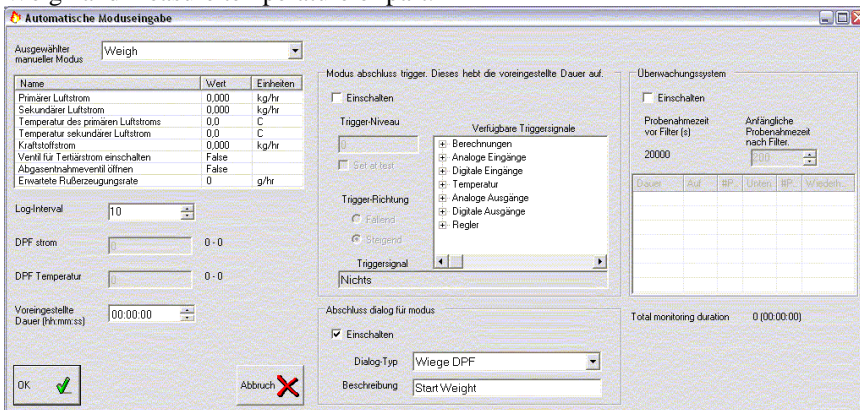 Automatische Moduseingabe
Ausgewählter
manueller Modus
Weigh
Name Wert Einheiten
Primärer Luftstrom 0,000 kg/hr
Sekundärer Luftstrom 0,000 kg/hr
Temperatur des primären Luftstroms 0,0 C
Temperatur sekundärer Luftstrom 0,0 C
Kraftstoffstrom 0,000 kg/hr
Ventil für Tertiärstrom einschalten False
Abgasentnahmeventil öffnen False
Erwartete Rußerzeugungsrate 0 g/hr
Log-Interval 10
DPF strom 0 0 - 0
DPF Temperatur 0 0 - 0
Voreingestellte
Dauer (hh:mm:ss)
00:00:00
OK
Abbruch
Modus abschluss trigger. Dieses hebt die voreingestellte Dauer auf.
Einschalten
Trigger-Niveau
0
Set at test
Trigger-Richtung
Fallend
Steigend
Verfügbare Triggersignale
Berechnungen
Analoge Eingänge
Digitale Eingänge
Temperatur
Analoge Ausgänge
Digitale Ausgänge
Regler
Triggersignal
Nichts
Abschluss dialog für modus
Einschalten
Dialog-Typ Wiege DPF
Beschreibung Start Weight
Überwachungssystem
Einschalten
Probenahmezeit
vor Filter (s)
20000
Anfängliche
Probenahmezeit
nach Filter.
200
Dauer Auf #P.. Unten #P.. Wiederh...
Total monitoring duration 0 (00:00:00)